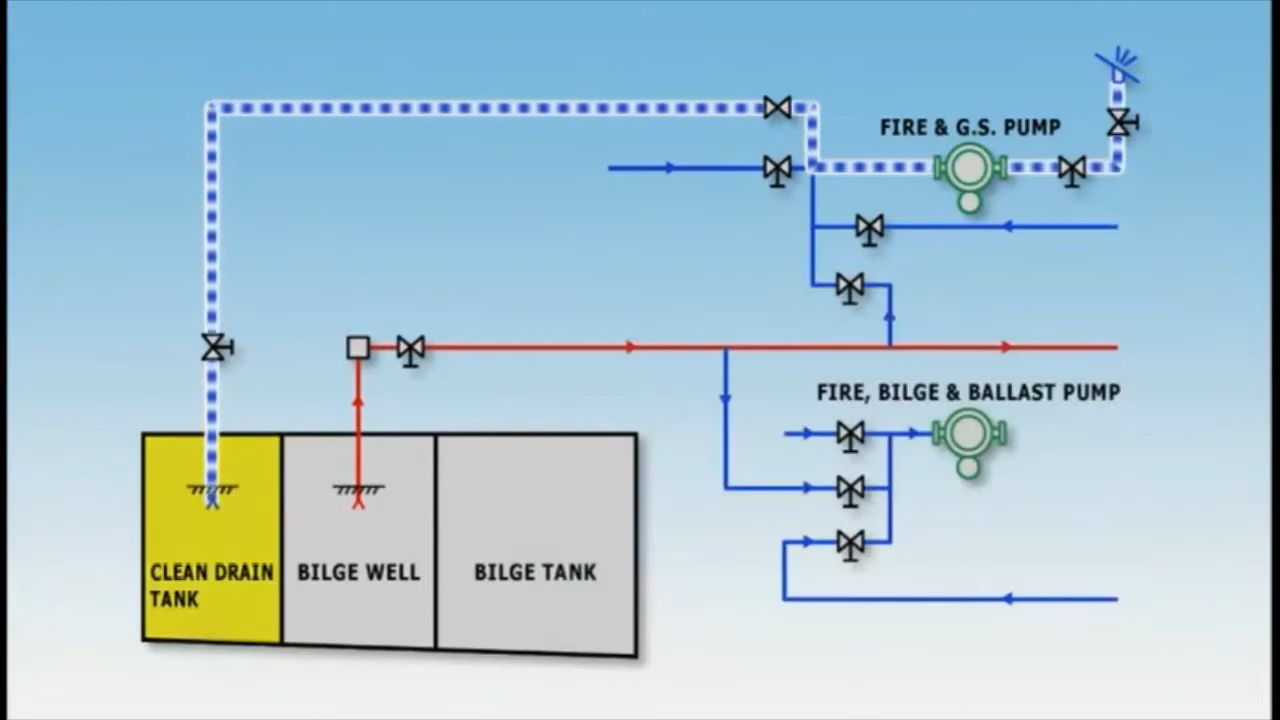 FIRE & G.S. PUMP
FIRE, BILGE & BALLAST PUMP
CLEAN DRAIN
TANK
BILGE WELL
BILGE TANK